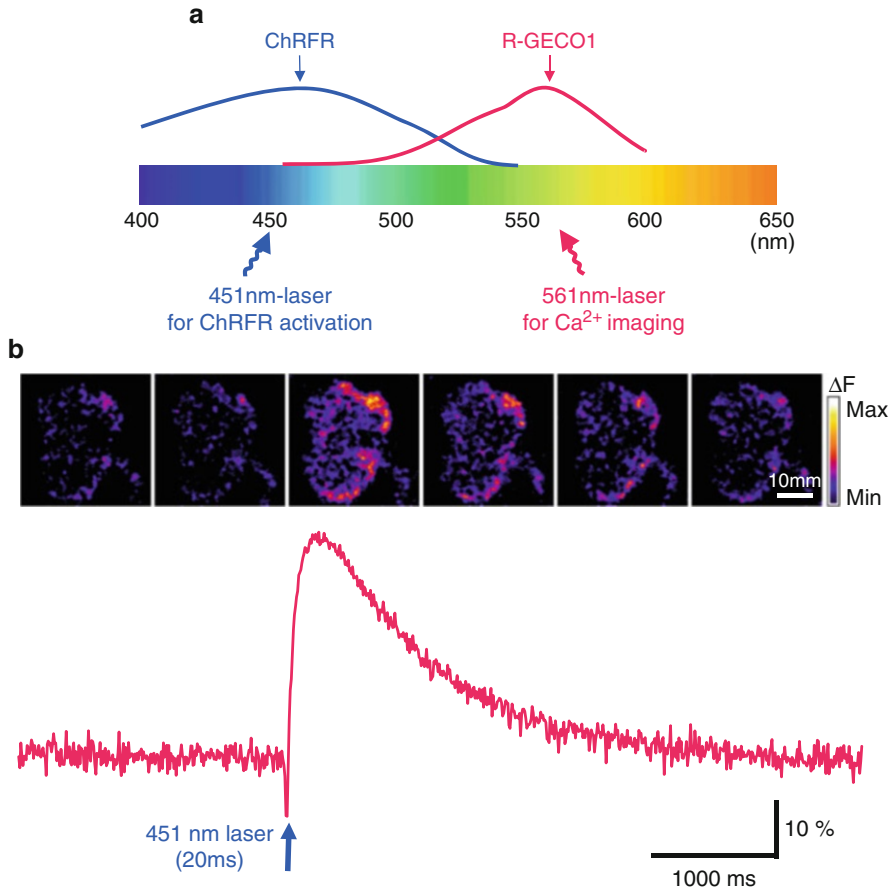 a
ChRFR
R-GECO1
400 450 500 550 600 650
(nm)
451nm-laser
for ChRFR activation
561nm-laser
for Ca²⁺ imaging
b
ΔF
Max
10mm
Min
451 nm laser
(20ms)
10 %
1000 ms